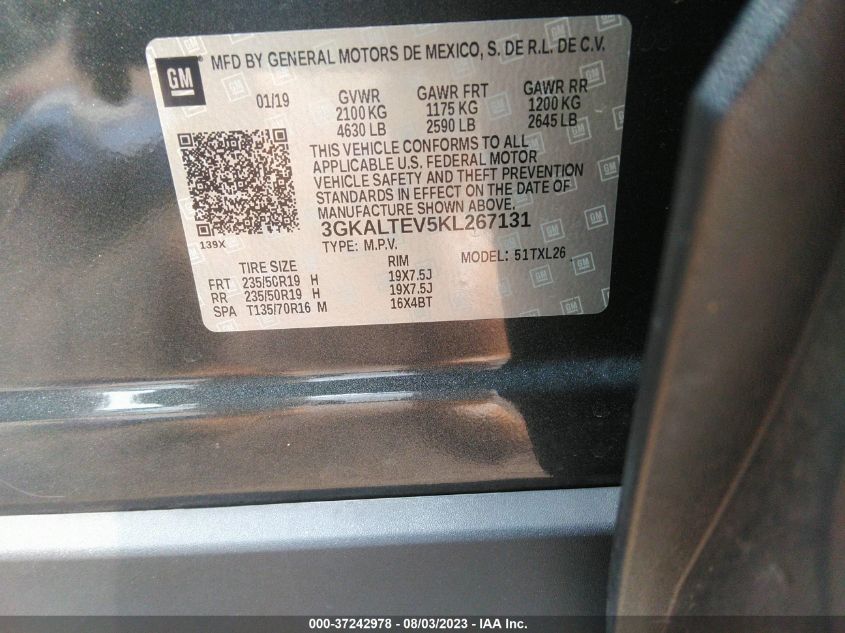 GM
MFD BY GENERAL MOTORS DE MEXICO, S. DE R.L. DE C.V.
01/19 GVWR GAWR FRT GAWR RR
2100 KG 1175 KG 1200 KG
4630 LB 2590 LB 2645 LB
THIS VEHICLE CONFORMS TO ALL
APPLICABLE U.S. FEDERAL MOTOR
VEHICLE SAFETY AND THEFT PREVENTION
STANDARDS IN EFFECT ON THE DATE OF
MANUFACTURE SHOWN ABOVE.
3GKALTEV5KL267131
139X
TYPE: M.P.V. MODEL: 51TXL26
TIRE SIZE RIM
FRT 235/50R19 H 19X7.5J
RR 235/50R19 H 19X7.5J
SPA T135/70R16 M 16X4BT
000-37242978 - 08/03/2023 - IAA Inc.